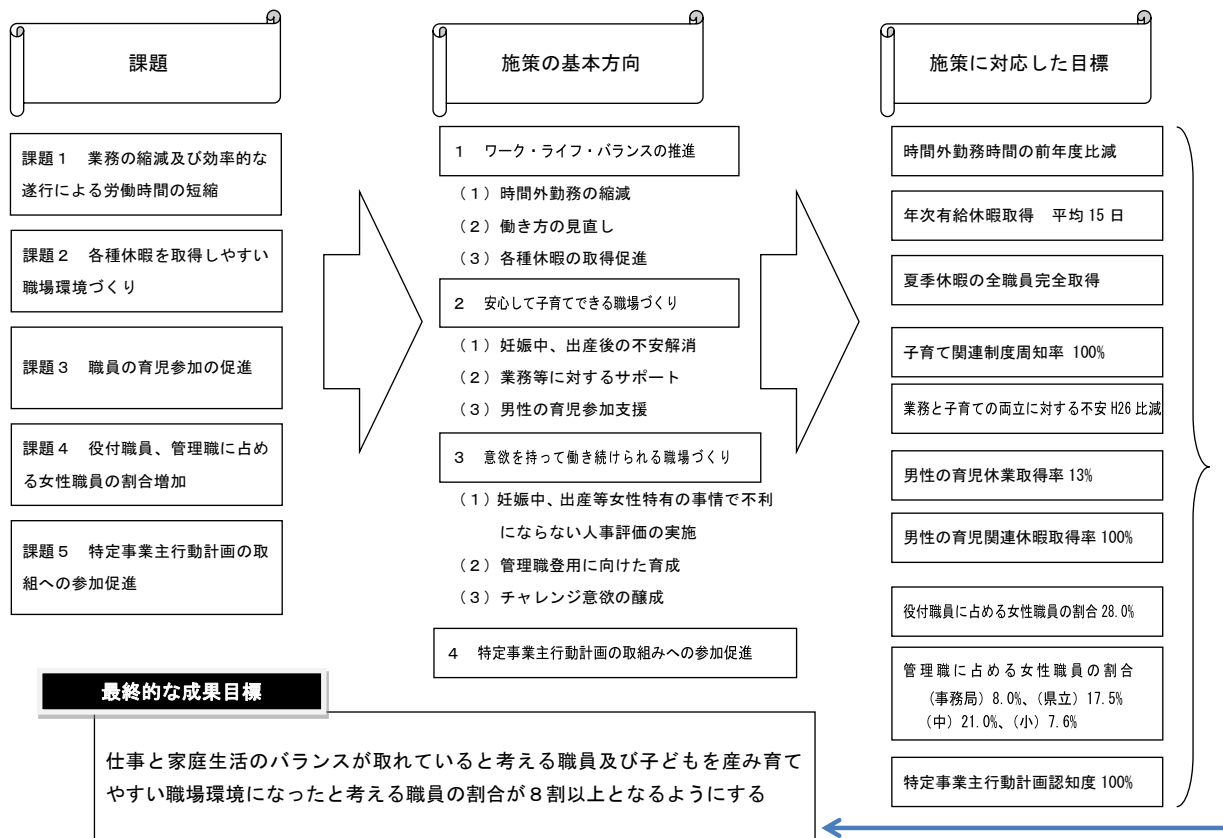 課題
課題１　業務の縮減及び効率的な
遂行による労働時間の短縮
課題２　各種休暇を取得しやすい
職場環境づくり
課題３　職員の育児参加の促進
課題４　役付職員、管理職に占め
る女性職員の割合増加
課題５　特定事業主行動計画の取
組への参加促進
施策の基本方向
１　ワーク・ライフ・バランスの推進
（１）時間外勤務の縮減
（２）働き方の見直し
（３）各種休暇の取得促進
２　安心して子育てできる職場づくり
（１）妊娠中、出産後の不安解消
（２）業務等に対するサポート
（３）男性の育児参加支援
３　意欲を持って働き続けられる職場づくり
（１）妊娠中、出産等女性特有の事情で不利
にならない人事評価の実施
（２）管理職登用に向けた育成
（３）チャレンジ意欲の醸成
４　特定事業主行動計画の取組みへの参加促進
施策に対応した目標
時間外勤務時間の前年度比減
年次有給休暇取得　平均 15 日
夏季休暇の全職員完全取得
子育て関連制度周知率 100%
業務と子育ての両立に対する不安 H26 比減
男性の育児休業取得率 13%
男性の育児関連休暇取得率 100%
役付職員に占める女性職員の割合 28.0%
管理職に占める女性職員の割合
（事務局）8.0%、（県立）17.5%
（中）21.0%、（小）7.6%
特定事業主行動計画認知度 100%
最終的な成果目標
仕事と家庭生活のバランスが取れていると考える職員及び子どもを産み育て
やすい職場環境になったと考える職員の割合が８割以上となるようにする